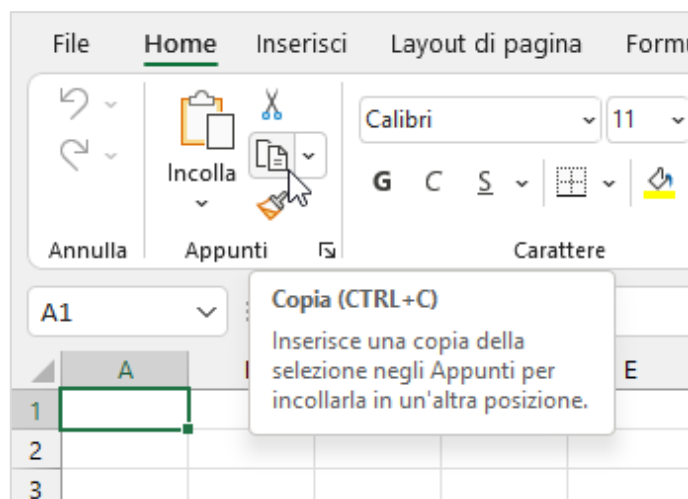 File Home Inserisci Layout di pagina
Calibri 11
Incolla
G C S
Annulla Appunti Carattere
A1
Copia (CTRL+C)
Inserisce una copia della
selezione negli Appunti per
incollarla in un'altra posizione.
A E
1
2
3